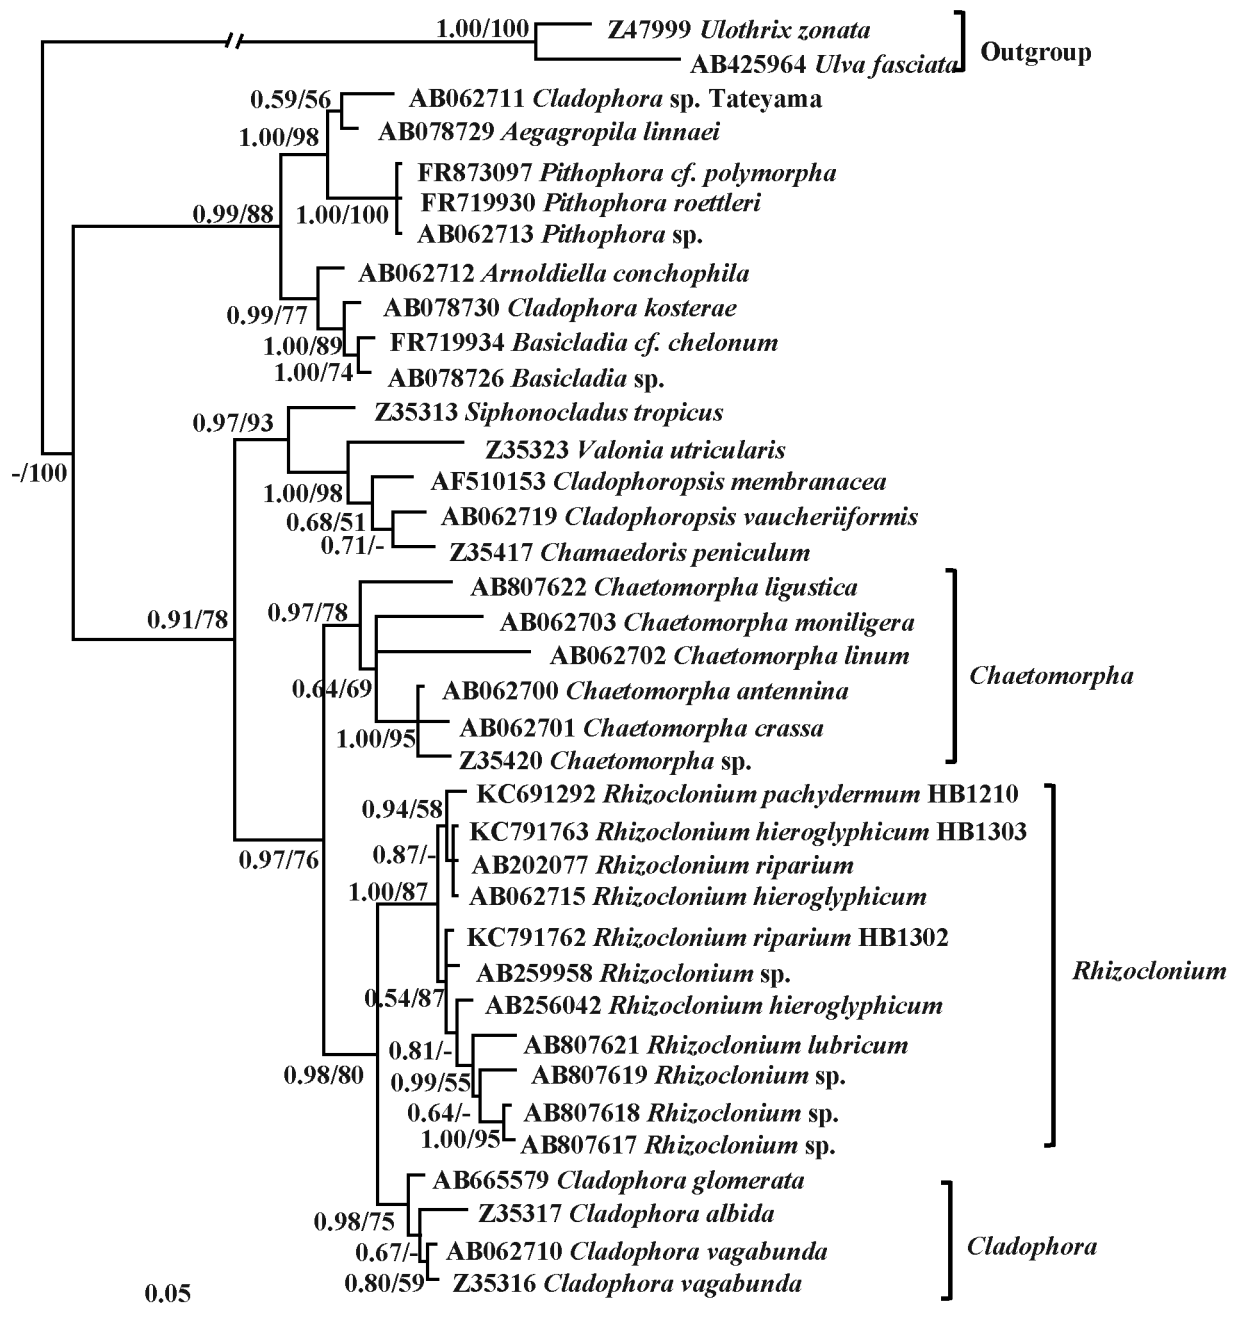 1.00/100
Z47999 Ulothrix zonata
AB425964 Ulva fasciata
Outgroup
0.59/56
AB062711 Cladophora sp. Tateyama
1.00/98
AB078729 Aegagropila linnaei
FR873097 Pithophora cf. polymorpha
FR719930 Pithophora roettleri
0.99/88
1.00/100
AB062713 Pithophora sp.
AB062712 Arnoldiella conchophila
0.99/77
AB078730 Cladophora kosterae
1.00/89
FR719934 Basicladia cf. chelonum
1.00/74
AB078726 Basicladia sp.
0.97/93
Z35313 Siphonocladus tropicus
-/100
Z35323 Valonia utricularis
1.00/98
AF510153 Cladophoropsis membranacea
0.68/51
AB062719 Cladophoropsis vaucheriiformis
0.71/-
Z35417 Chamaedoris peniculum
0.91/78
0.97/78
AB807622 Chaetomorpha ligustica
AB062703 Chaetomorpha moniligera
AB062702 Chaetomorpha linum
Chaetomorpha
0.64/69
AB062700 Chaetomorpha antennina
AB062701 Chaetomorpha crassa
1.00/95
Z35420 Chaetomorpha sp.
KC691292 Rhizoclonium pachydermum HB1210
0.94/58
KC791763 Rhizoclonium hieroglyphicum HB1303
0.97/76
0.87/-
AB202077 Rhizoclonium riparium
1.00/87
AB062715 Rhizoclonium hieroglyphicum
KC791762 Rhizoclonium riparium HB1302
AB259958 Rhizoclonium sp.
Rhizoclonium
0.54/87
AB256042 Rhizoclonium hieroglyphicum
0.81/-
AB807621 Rhizoclonium lubricum
0.98/80
0.99/55
AB807619 Rhizoclonium sp.
0.64/-
AB807618 Rhizoclonium sp.
1.00/95
AB807617 Rhizoclonium sp.
AB665579 Cladophora glomerata
0.98/75
Z35317 Cladophora albida
0.67/-
AB062710 Cladophora vagabunda
Cladophora
0.80/59
Z35316 Cladophora vagabunda
0.05